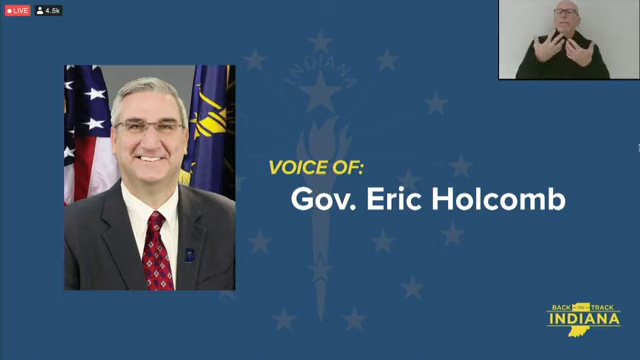 LIVE 4.5k
INDIANA
VOICE OF:
Gov. Eric Holcomb
BACK ON TRACK
INDIANA